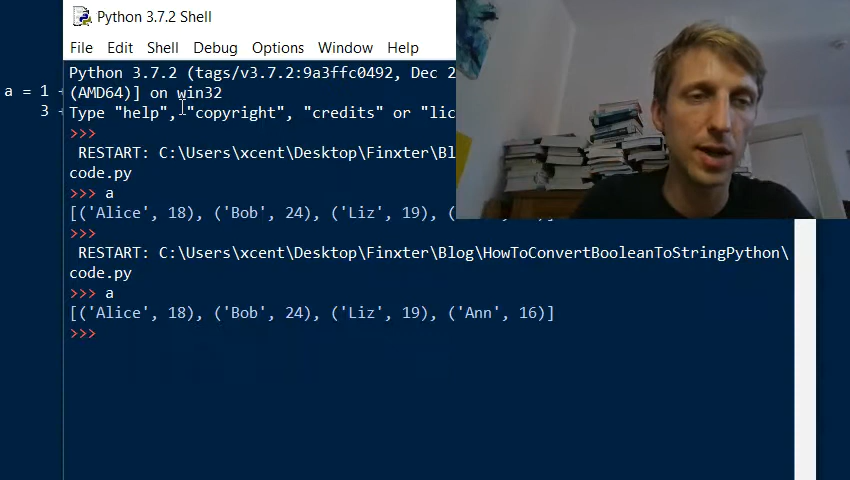 Python 3.7.2 Shell
File Edit Shell Debug Options Window Help
Python 3.7.2 (tags/v3.7.2:9a3ffc0492, Dec 2
a = 1
(AMD64)] on win32
3
Type "help", "copyright", "credits" or "lic
>>>
RESTART: C:\Users\xcent\Desktop\Finxter\Bl
code.py
>>> a
[('Alice', 18), ('Bob', 24), ('Liz', 19), (
>>>
RESTART: C:\Users\xcent\Desktop\Finxter\Blog\HowToConvertBooleanToStringPython\
code.py
>>> a
[('Alice', 18), ('Bob', 24), ('Liz', 19), ('Ann', 16)]
>>>